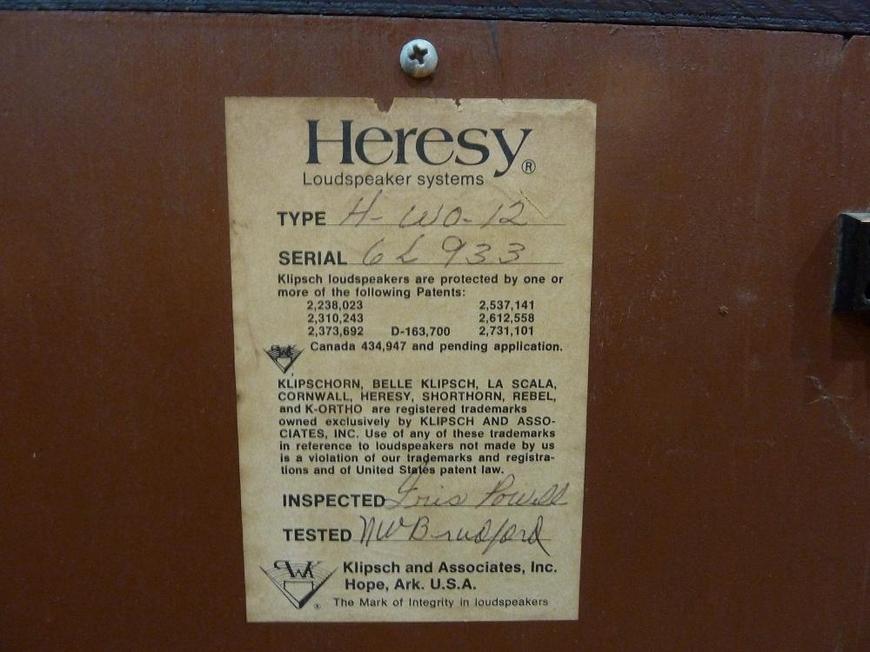 Heresy®
Loudspeaker systems
TYPE H-WO-12
SERIAL 6L933
Klipsch loudspeakers are protected by one or
more of the following Patents:
2,238,023 2,537,141
2,310,243 2,612,558
2,373,692 D-163,700 2,731,101
Canada 434,947 and pending application.
KLIPSCHORN, BELLE KLIPSCH, LA SCALA,
CORNWALL, HERESY, SHORTHORN, REBEL,
and K-ORTHO are registered trademarks
owned exclusively by KLIPSCH AND ASSO-
CIATES, INC. Use of any of these trademarks
in reference to loudspeakers not made by us
is a violation of our trademarks and registra-
tions and of United States patent law.
INSPECTED Iris Powell
TESTED NW Bradford
PWK Klipsch and Associates, Inc.
Hope, Ark. U.S.A.
® The Mark of Integrity in loudspeakers